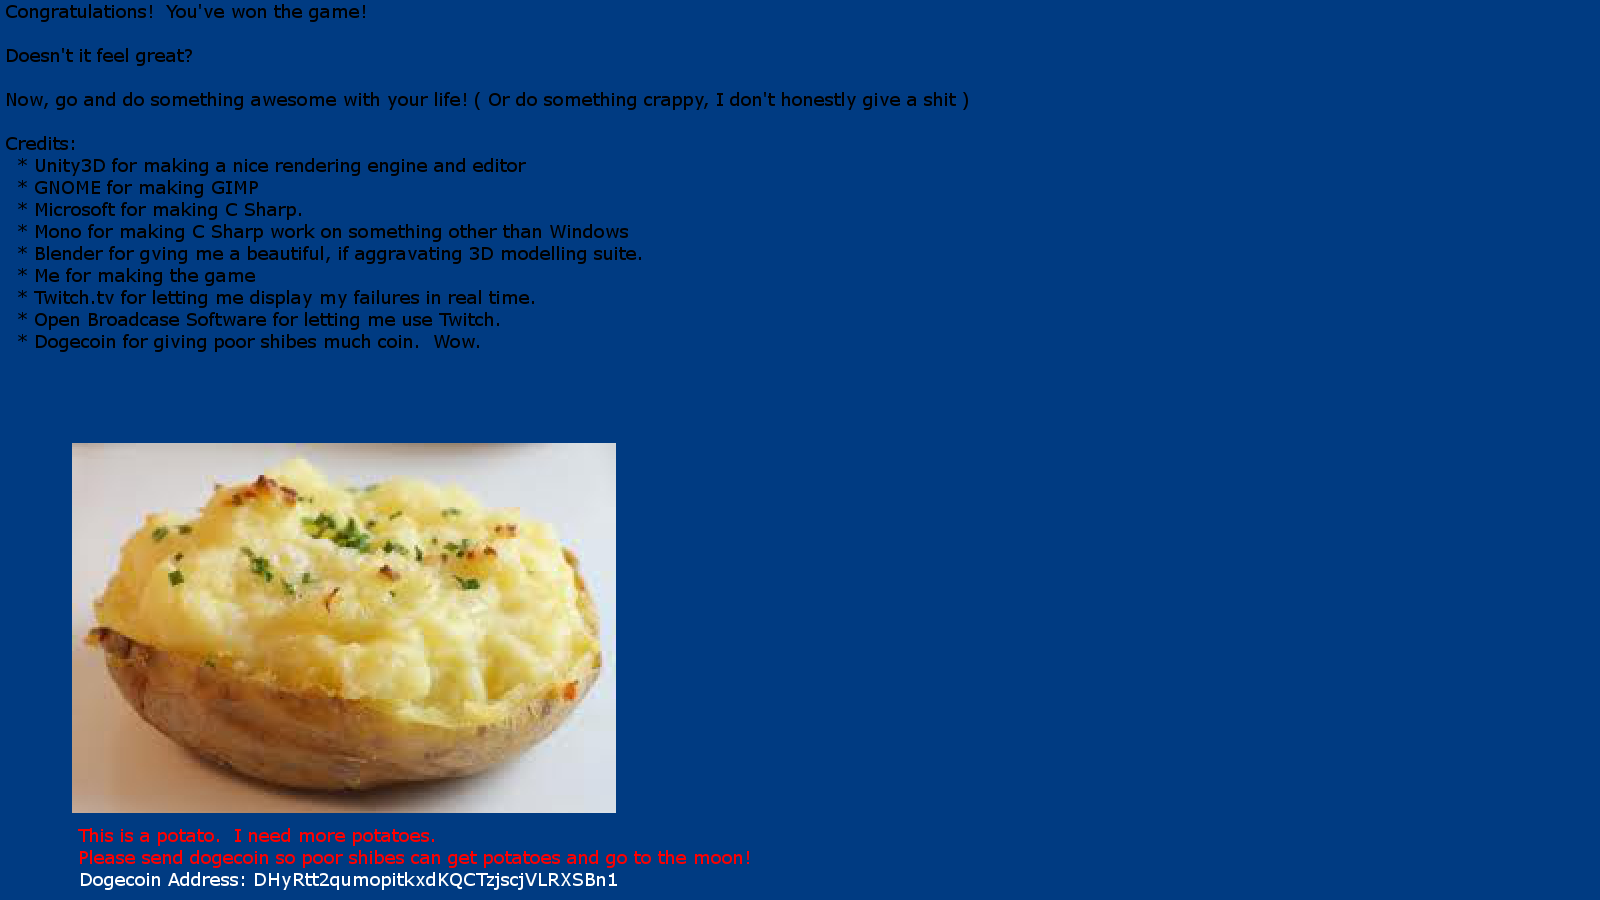 Congratulations!  You've won the game!
Doesn't it feel great?
Now, go and do something awesome with your life! ( Or do something crappy, I don't honestly give a shit )
Credits:
* Unity3D for making a nice rendering engine and editor
* GNOME for making GIMP
* Microsoft for making C Sharp.
* Mono for making C Sharp work on something other than Windows
* Blender for gving me a beautiful, if aggravating 3D modelling suite.
* Me for making the game
* Twitch.tv for letting me display my failures in real time.
* Open Broadcase Software for letting me use Twitch.
* Dogecoin for giving poor shibes much coin.  Wow.
This is a potato.  I need more potatoes.
Please send dogecoin so poor shibes can get potatoes and go to the moon!
Dogecoin Address: DHyRtt2qumopitkxdKQCTzjscjVLRXSBn1